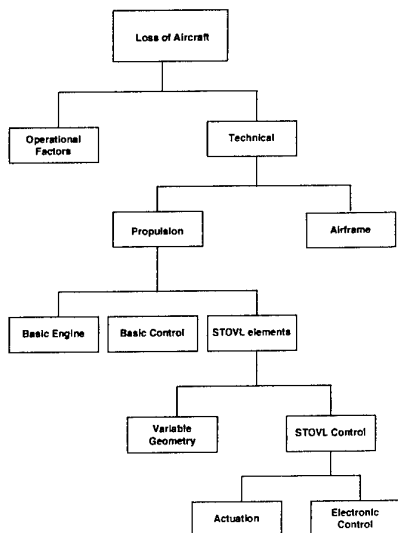 Loss of Aircraft
Operational
Factors
Technical
Propulsion
Airframe
Basic Engine
Basic Control
STOVL elements
Variable
Geometry
STOVL Control
Actuation
Electronic
Control